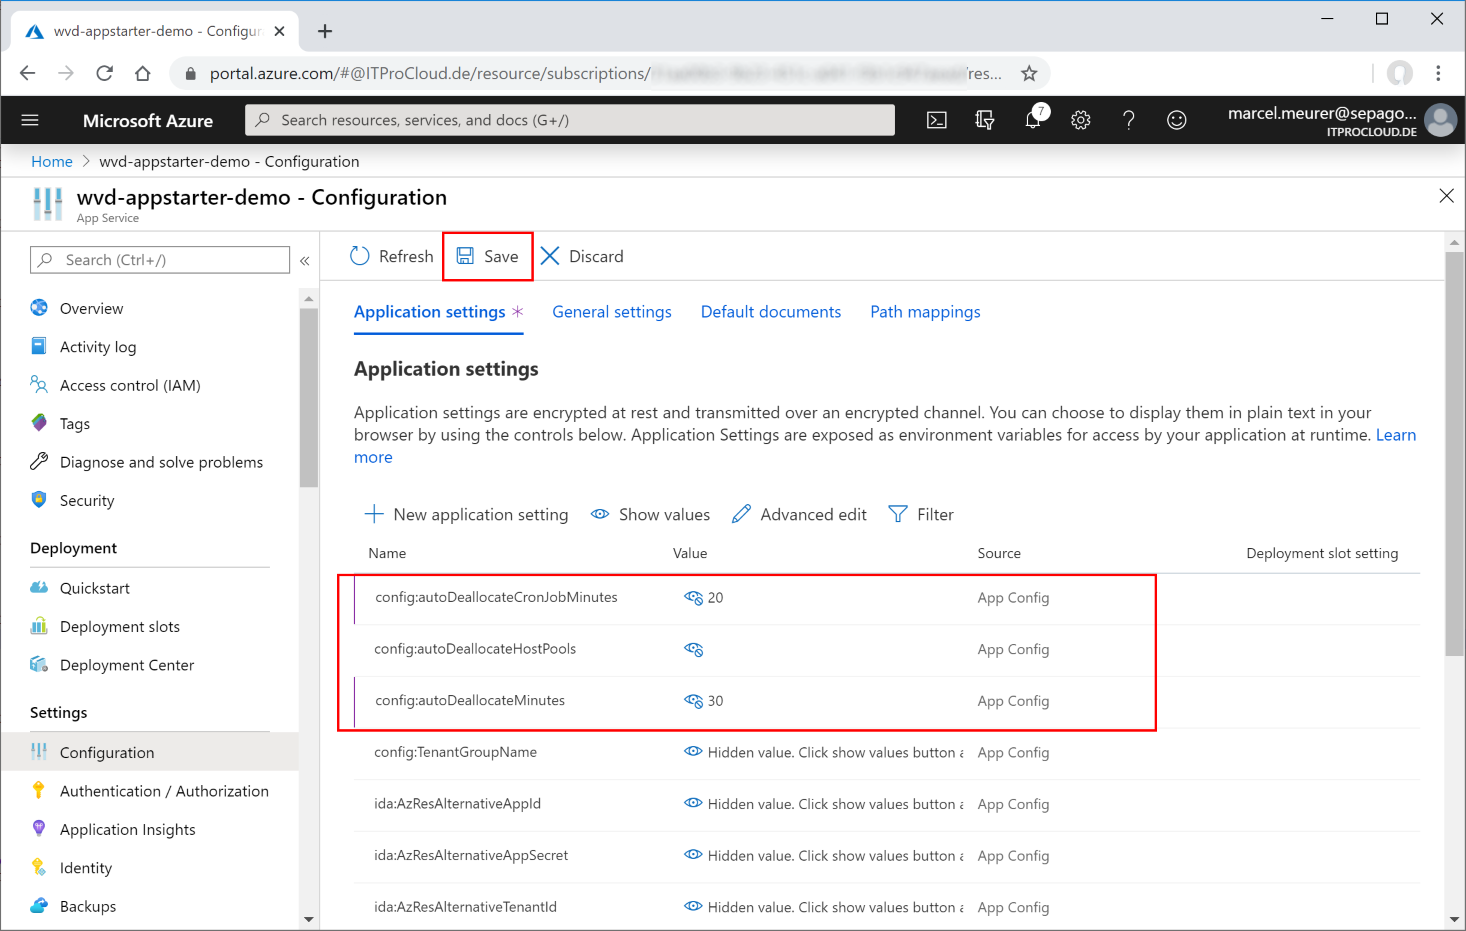 wvd-appstarter-demo - Configur
portal.azure.com/#@ITProCloud.de/resource/subscriptions/ /res...
Microsoft Azure
Search resources, services, and docs (G+/)
7
marcel.meurer@sepago...
ITPROCLOUD.DE
Home > wvd-appstarter-demo - Configuration
wvd-appstarter-demo - Configuration
App Service
Search (Ctrl+/)
«
Overview
Activity log
Access control (IAM)
Tags
Diagnose and solve problems
Security
Deployment
Quickstart
Deployment slots
Deployment Center
Settings
Configuration
Authentication / Authorization
Application Insights
Identity
Backups
Refresh Save Discard
Application settings * General settings Default documents Path mappings
Application settings
Application settings are encrypted at rest and transmitted over an encrypted channel. You can choose to display them in plain text in your
browser by using the controls below. Application Settings are exposed as environment variables for access by your application at runtime. Learn
more
New application setting Show values Advanced edit Filter
Name Value Source Deployment slot setting
config:autoDeallocateCronJobMinutes 20 App Config
config:autoDeallocateHostPools App Config
config:autoDeallocateMinutes 30 App Config
config:TenantGroupName Hidden value. Click show values button a App Config
ida:AzResAlternativeAppId Hidden value. Click show values button a App Config
ida:AzResAlternativeAppSecret Hidden value. Click show values button a App Config
ida:AzResAlternativeTenantId Hidden value. Click show values button a App Config